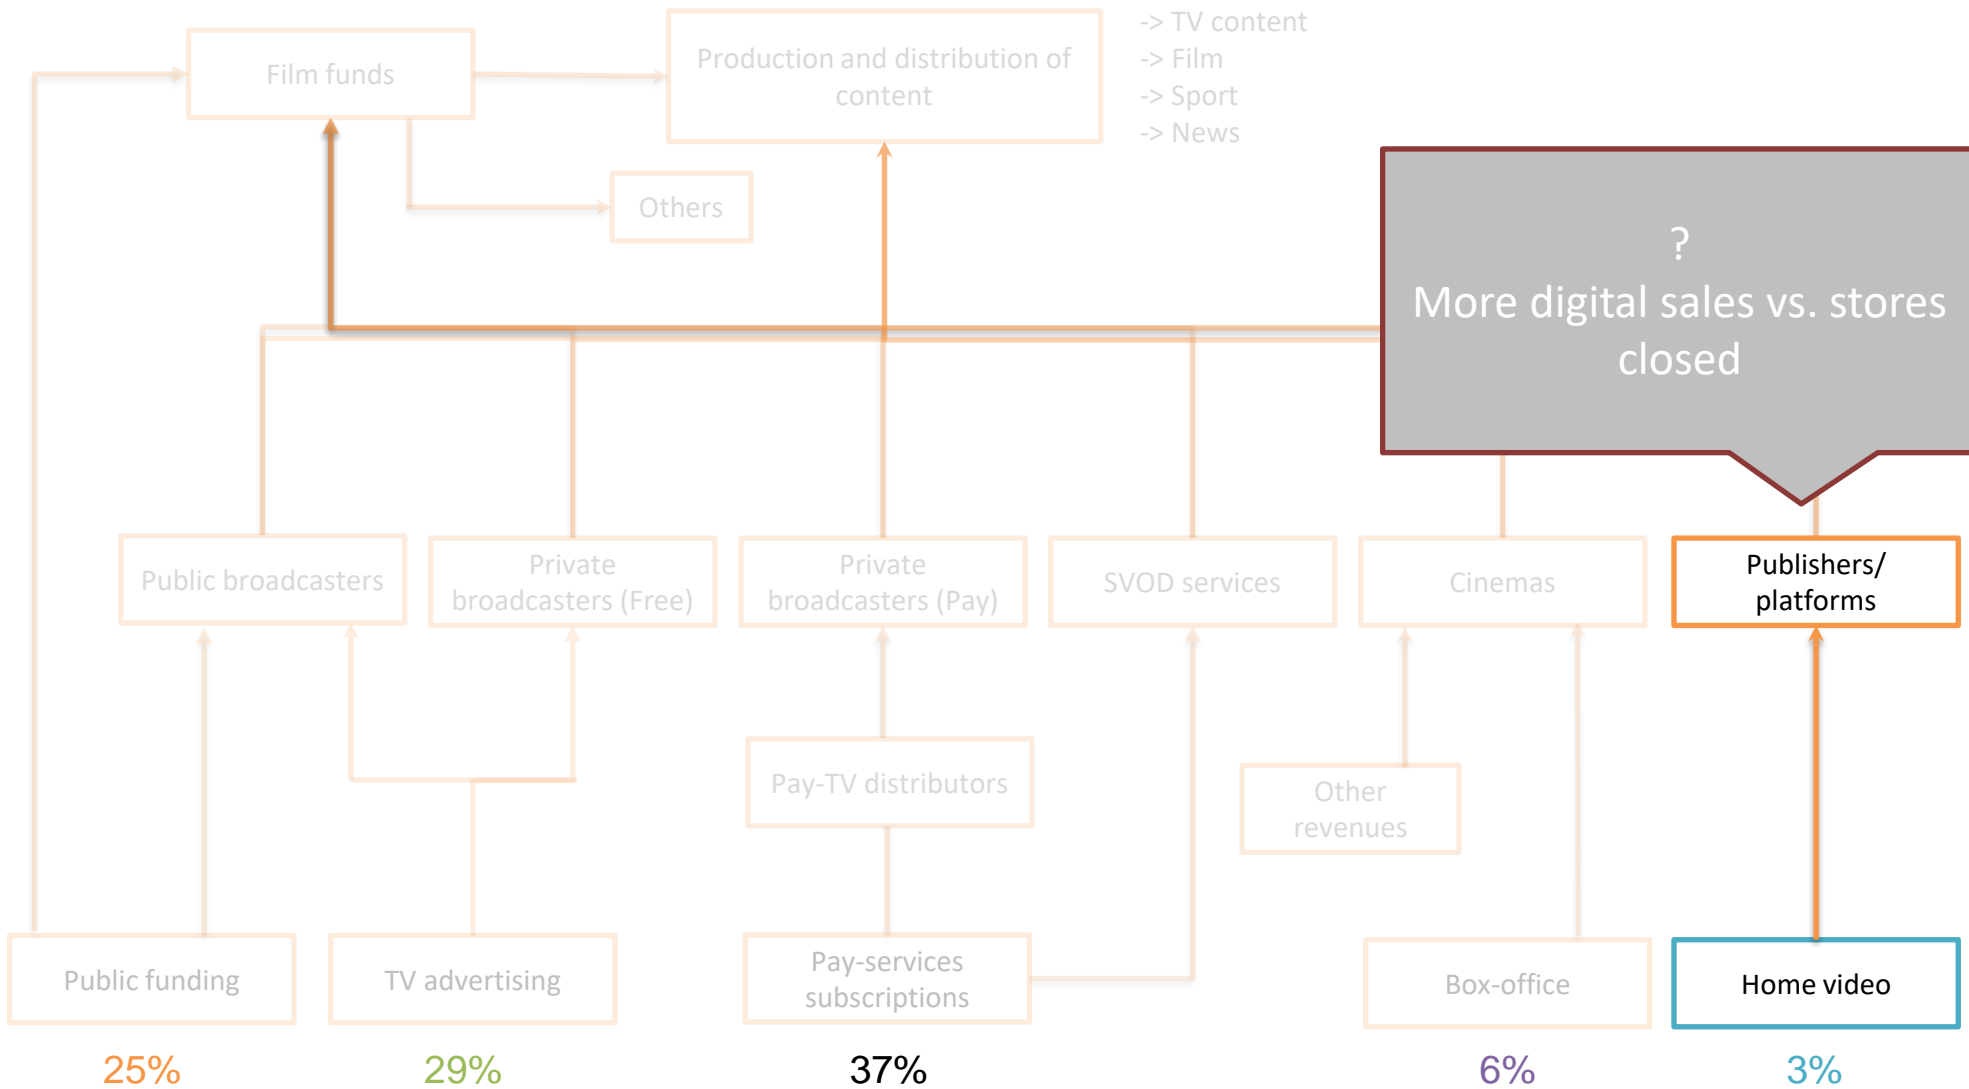 -> TV content
Film funds
Production and distribution of
content
-> Film
-> Sport
-> News
Others
?
More digital sales vs. stores
closed
Public broadcasters
Private
broadcasters (Free)
Private
broadcasters (Pay)
SVOD services
Cinemas
Publishers/
platforms
Pay-TV distributors
Other
revenues
Public funding
TV advertising
Pay-services
subscriptions
Box-office
Home video
25%
29%
37%
6%
3%